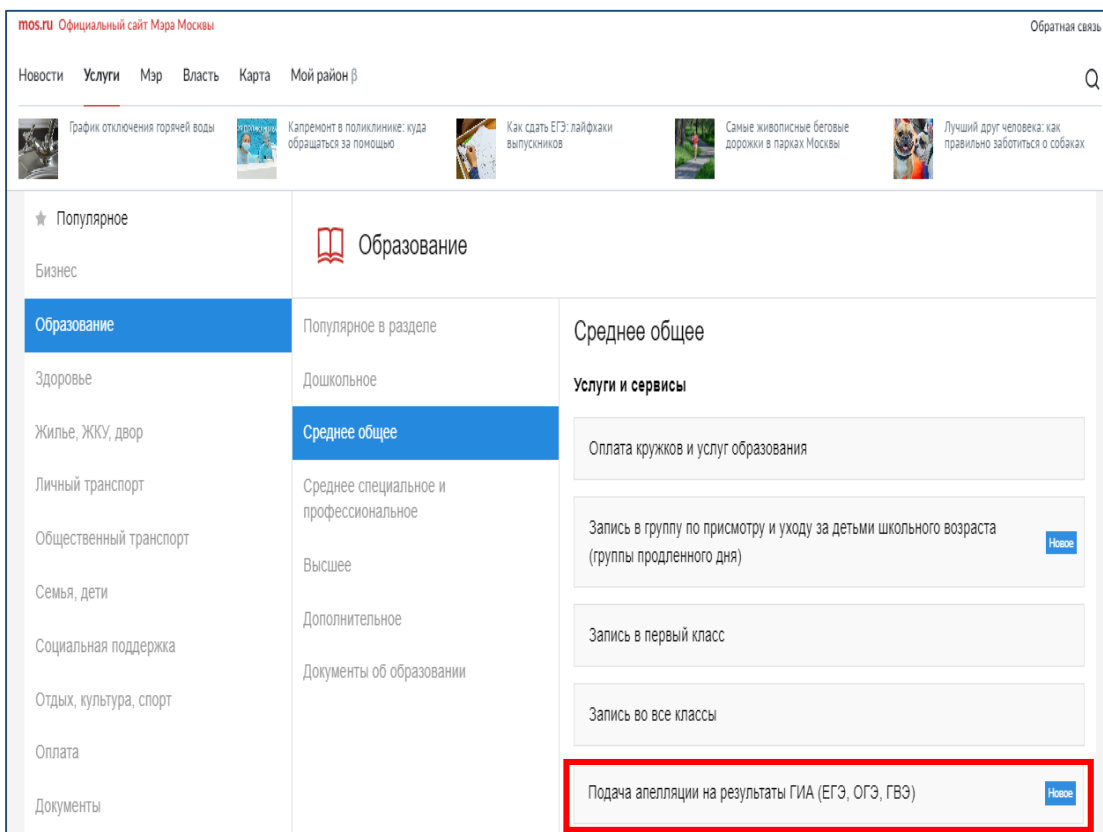 mos.ru Официальный сайт Мэра Москвы
Обратная связь
Новости Услуги Мэр Власть Карта Мой район β
График отключения горячей воды
Капремонт в поликлинике: куда
обращаться за помощью
Как сдать ЕГЭ: лайфхаки
выпускников
Самые живописные беговые
дорожки в парках Москвы
Лучший друг человека: как
правильно заботиться о собаках
Популярное
Бизнес
Образование
Здоровье
Жилье, ЖКУ, двор
Личный транспорт
Общественный транспорт
Семья, дети
Социальная поддержка
Отдых, культура, спорт
Оплата
Документы
Образование
Популярное в разделе
Дошкольное
Среднее общее
Среднее специальное и
профессиональное
Высшее
Дополнительное
Документы об образовании
Среднее общее
Услуги и сервисы
Оплата кружков и услуг образования
Запись в группу по присмотру и уходу за детьми школьного возраста
(группы продленного дня)
Новое
Запись в первый класс
Запись во все классы
Подача апелляции на результаты ГИА (ЕГЭ, ОГЭ, ГВЭ)
Новое